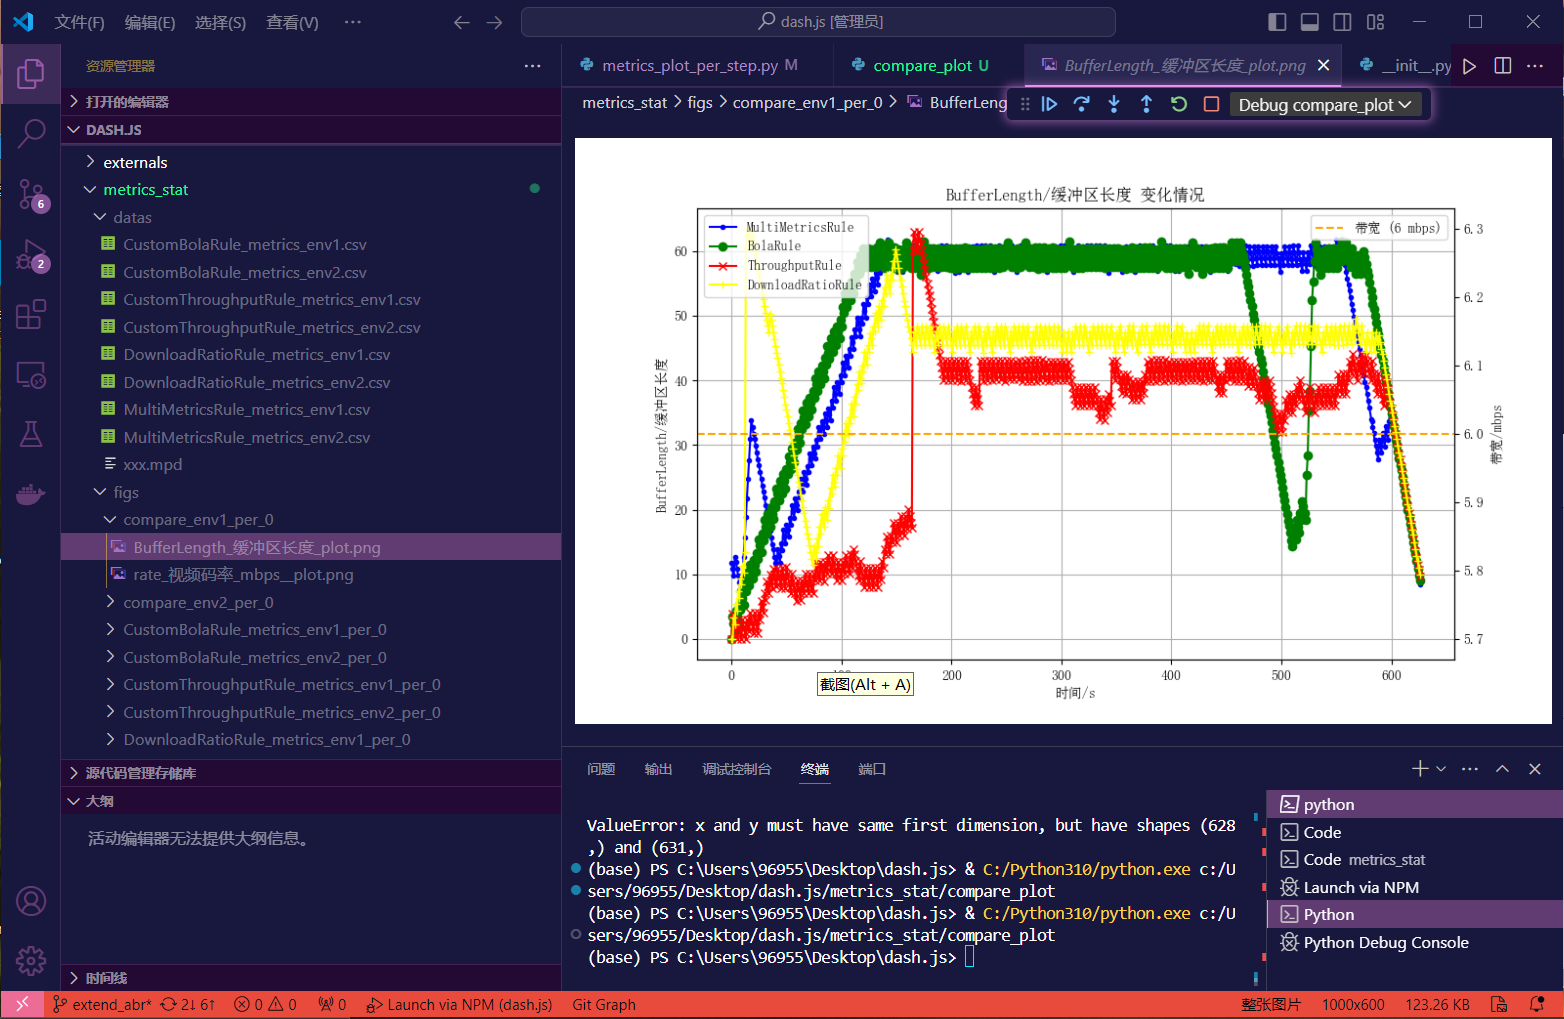 文件(F) 编辑(E) 选择(S) 查看(V) ··· dash.js [管理员]
资源管理器 ···
metrics_plot_per_step.py M compare_plot U BufferLength_缓冲区长度_plot.png __init__.py ···
打开的编辑器
DASH.JS
externals
metrics_stat
datas
CustomBolaRule_metrics_env1.csv
CustomBolaRule_metrics_env2.csv
CustomThroughputRule_metrics_env1.csv
CustomThroughputRule_metrics_env2.csv
DownloadRatioRule_metrics_env1.csv
DownloadRatioRule_metrics_env2.csv
MultiMetricsRule_metrics_env1.csv
MultiMetricsRule_metrics_env2.csv
xxx.mpd
figs
compare_env1_per_0
BufferLength_缓冲区长度_plot.png
rate_视频码率_mbps__plot.png
compare_env2_per_0
CustomBolaRule_metrics_env1_per_0
CustomBolaRule_metrics_env2_per_0
CustomThroughputRule_metrics_env1_per_0
CustomThroughputRule_metrics_env2_per_0
DownloadRatioRule_metrics_env1_per_0
源代码管理存储库
大纲
活动编辑器无法提供大纲信息。
时间线
6
2
metrics_stat > figs > compare_env1_per_0 > BufferLeng
Debug compare_plot
BufferLength/缓冲区长度 变化情况
MultiMetricsRule
BolaRule
ThroughputRule
DownloadRatioRule
带宽 (6 mbps)
60
50
40
30
20
10
0
BufferLength/缓冲区长度
6.3
6.2
6.1
6.0
5.9
5.8
5.7
带宽/mbps
0 100 200 300 400 500 600
时间/s
截图(Alt + A)
问题 输出 调试控制台 终端 端口
ValueError: x and y must have same first dimension, but have shapes (628
,) and (631,)
(base) PS C:\Users\96955\Desktop\dash.js> & C:/Python310/python.exe c:/U
sers/96955/Desktop/dash.js/metrics_stat/compare_plot
(base) PS C:\Users\96955\Desktop\dash.js> & C:/Python310/python.exe c:/U
sers/96955/Desktop/dash.js/metrics_stat/compare_plot
(base) PS C:\Users\96955\Desktop\dash.js>
python
Code
Code metrics_stat
Launch via NPM
Python
Python Debug Console
extend_abr* 2↓ 6↑ 0 0 0 Launch via NPM (dash.js) Git Graph 整张图片 1000x600 123.26 KB